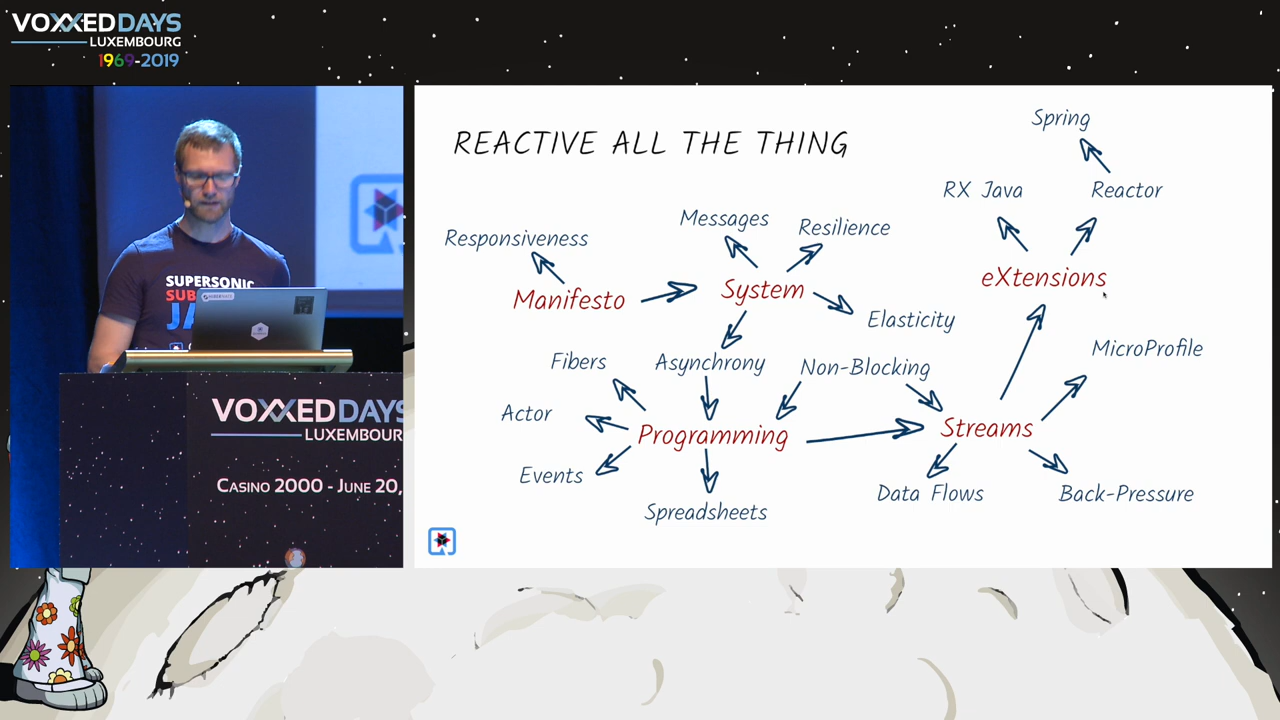 VOXXED DAYS
LUXEMBOURG
1969-2019
SUPERSONIC
SUB
JA
VOXXED DAYS
LUXEMBOUR
CASINO 2000 - JUNE 20,
REACTIVE ALL THE THING
Spring
RX Java
Reactor
Messages
Resilience
Responsiveness
eXtensions
Manifesto
System
Elasticity
MicroProfile
Fibers
Asynchrony
Non-Blocking
Actor
Programming
Streams
Events
Data Flows
Back-Pressure
Spreadsheets